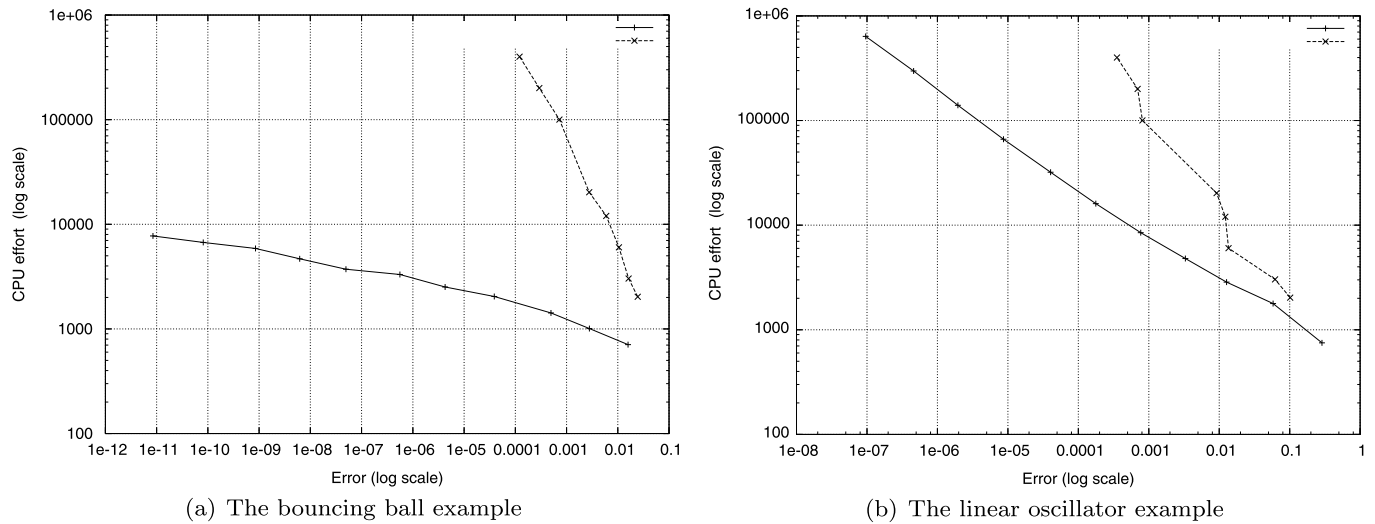 1e+06
100000
10000
1000
100
CPU effort (log scale)
1e-12 1e-11 1e-10 1e-09 1e-08 1e-07 1e-06 1e-05 0.0001 0.001 0.01 0.1
Error (log scale)
(a) The bouncing ball example
1e+06
100000
10000
1000
100
CPU effort (log scale)
1e-08 1e-07 1e-06 1e-05 0.0001 0.001 0.01 0.1 1
Error (log scale)
(b) The linear oscillator example